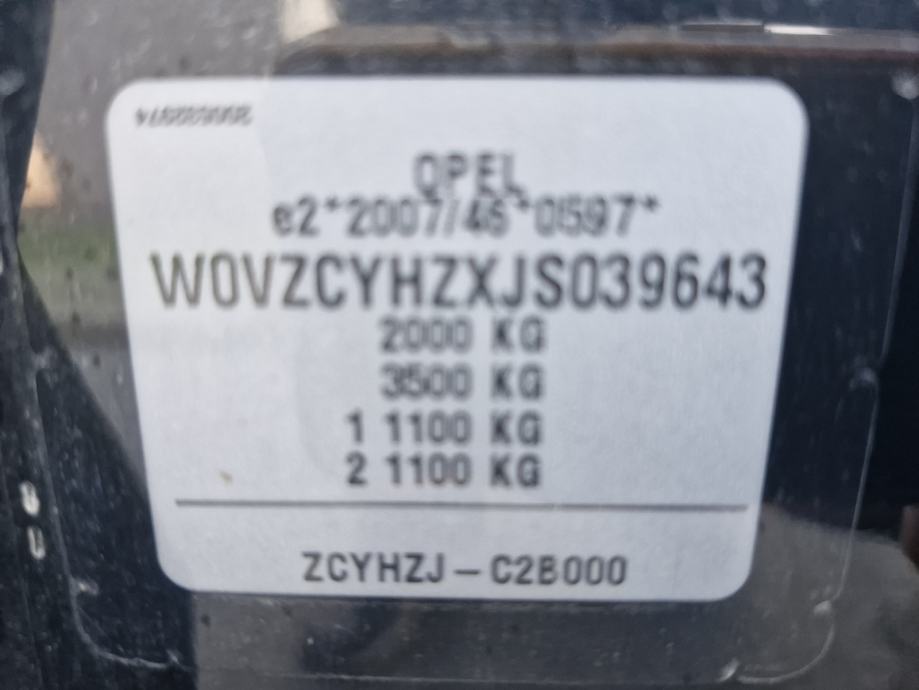 OPEL
e2*2007/46*0597*
W0VZCYHZXJS039643
2000 KG
3500 KG
1 1100 KG
2 1100 KG
ZCYHZJ – C2B000